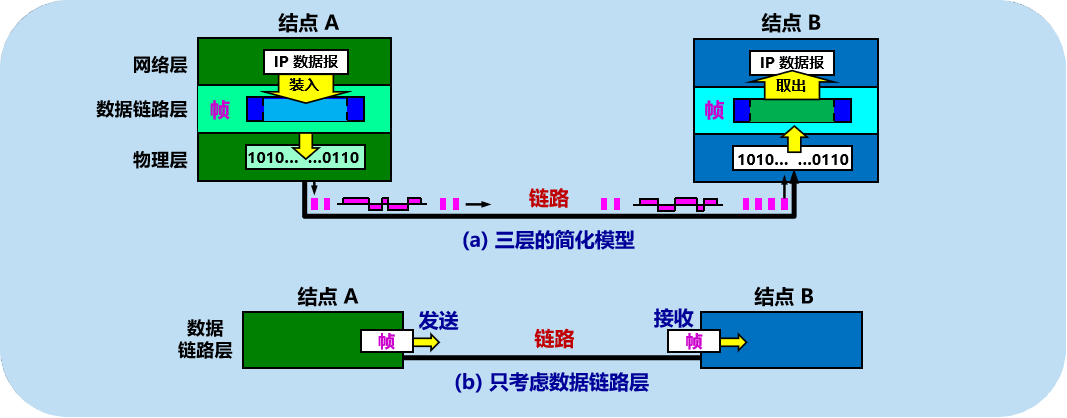 结点 A
结点 B
网络层
IP 数据报
IP 数据报
装入
取出
数据链路层
帧
帧
物理层
1010… …0110
1010… …0110
链路
(a) 三层的简化模型
结点 A
结点 B
发送
接收
数据
链路层
帧
链路
帧
(b) 只考虑数据链路层